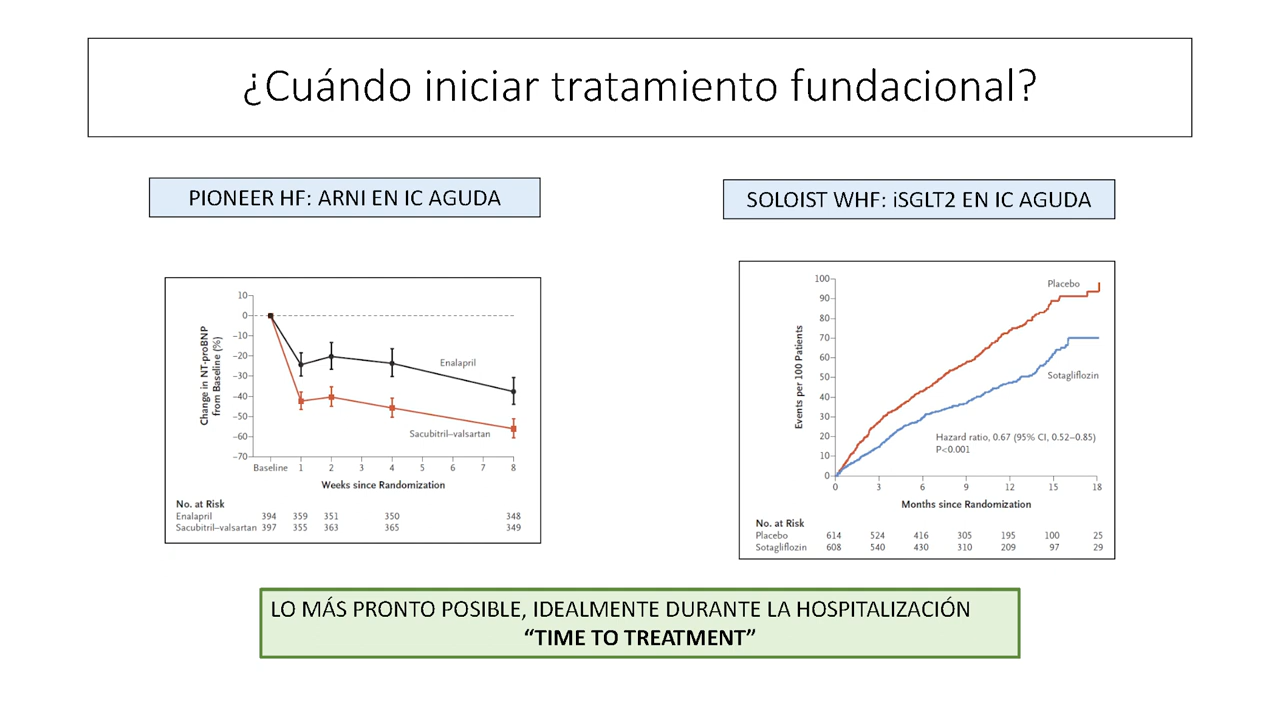 ¿Cuándo iniciar tratamiento fundacional?
PIONEER HF: ARNI EN IC AGUDA
10
0
–10
–20
–30
–40
–50
–60
–70
Change in NT-proBNP
from Baseline (%)
Enalapril
Sacubitril–valsartan
Baseline 1 2 3 4 5 6 7 8
Weeks since Randomization
No. at Risk
Enalapril 394 359 351 350 348
Sacubitril–valsartan 397 355 363 365 349
SOLOIST WHF: iSGLT2 EN IC AGUDA
100
90
80
70
60
50
40
30
20
10
0
Events per 100 Patients
Placebo
Sotagliflozin
Hazard ratio, 0.67 (95% CI, 0.52–0.85)
P<0.001
0 3 6 9 12 15 18
Months since Randomization
No. at Risk
Placebo 614 524 416 305 195 100 25
Sotagliflozin 608 540 430 310 209 97 29
LO MÁS PRONTO POSIBLE, IDEALMENTE DURANTE LA HOSPITALIZACIÓN
“TIME TO TREATMENT”